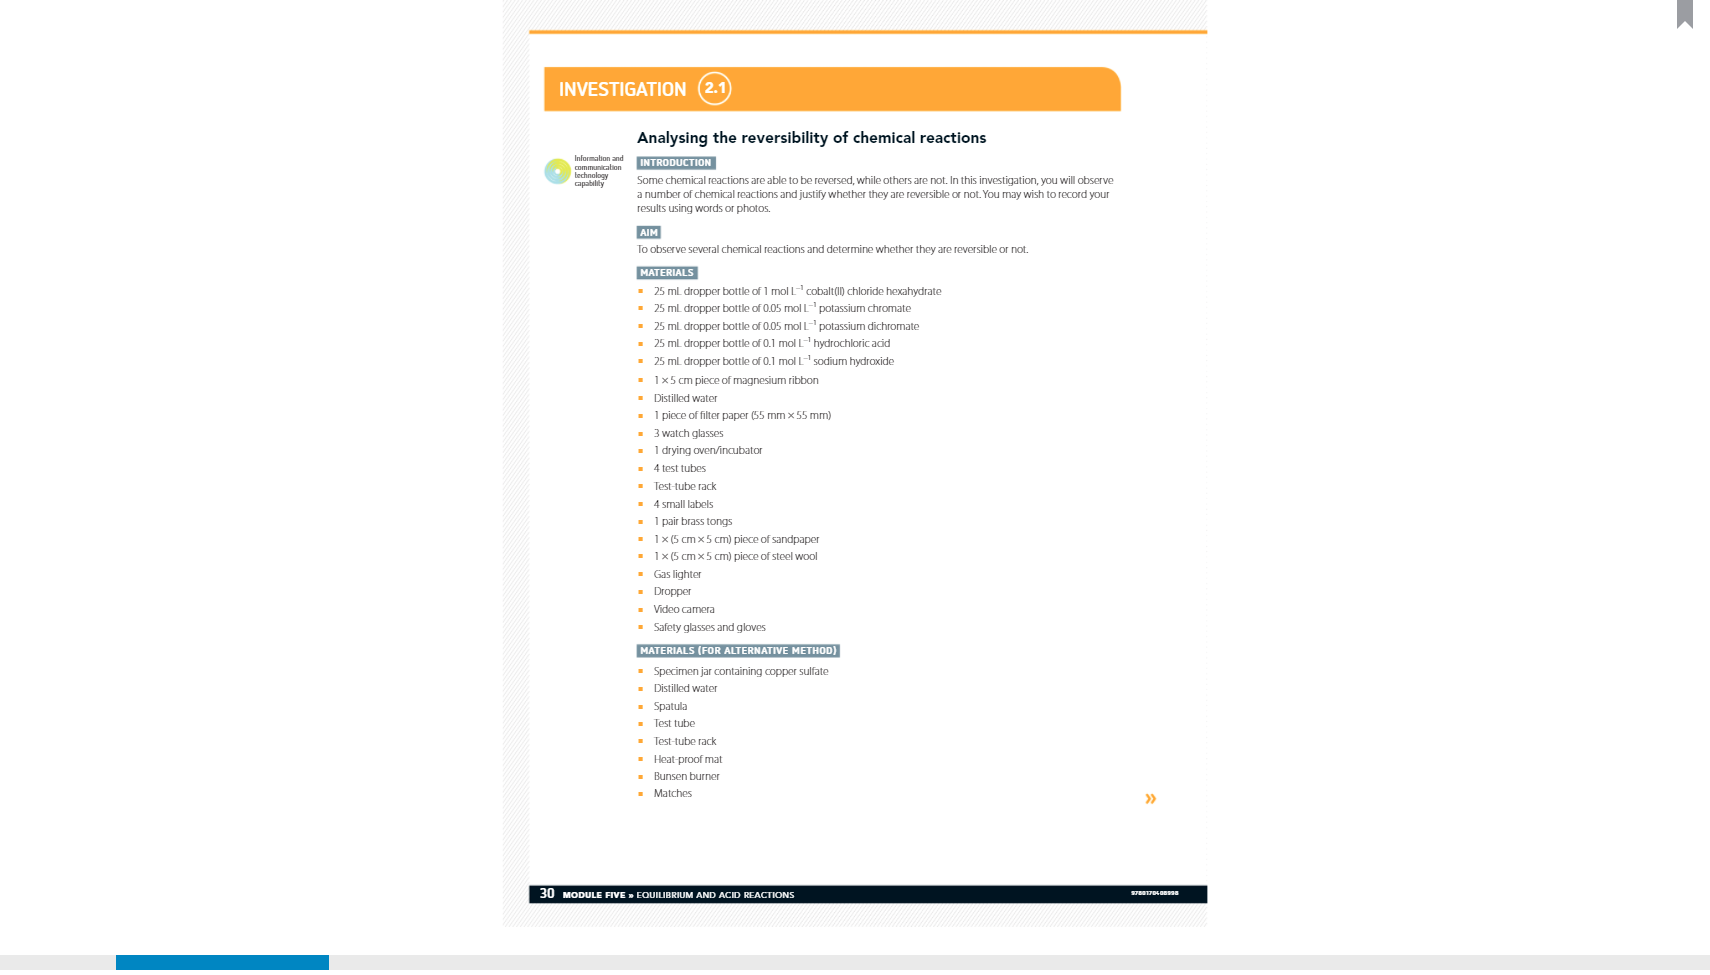 INVESTIGATION 2.1
Analysing the reversibility of chemical reactions
Information and
communication
technology
capability
INTRODUCTION
Some chemical reactions are able to be reversed, while others are not. In this investigation, you will observe
a number of chemical reactions and justify whether they are reversible or not. You may wish to record your
results using words or photos.
AIM
To observe several chemical reactions and determine whether they are reversible or not.
MATERIALS
25 mL dropper bottle of 1 mol L⁻¹ cobalt(II) chloride hexahydrate
25 mL dropper bottle of 0.05 mol L⁻¹ potassium chromate
25 mL dropper bottle of 0.05 mol L⁻¹ potassium dichromate
25 mL dropper bottle of 0.1 mol L⁻¹ hydrochloric acid
25 mL dropper bottle of 0.1 mol L⁻¹ sodium hydroxide
1 × 5 cm piece of magnesium ribbon
Distilled water
1 piece of filter paper (55 mm × 55 mm)
3 watch glasses
1 drying oven/incubator
4 test tubes
Test-tube rack
4 small labels
1 pair brass tongs
1 × (5 cm × 5 cm) piece of sandpaper
1 × (5 cm × 5 cm) piece of steel wool
Gas lighter
Dropper
Video camera
Safety glasses and gloves
MATERIALS (FOR ALTERNATIVE METHOD)
Specimen jar containing copper sulfate
Distilled water
Spatula
Test tube
Test-tube rack
Heat-proof mat
Bunsen burner
Matches
»
30 MODULE FIVE » EQUILIBRIUM AND ACID REACTIONS
9780170408998